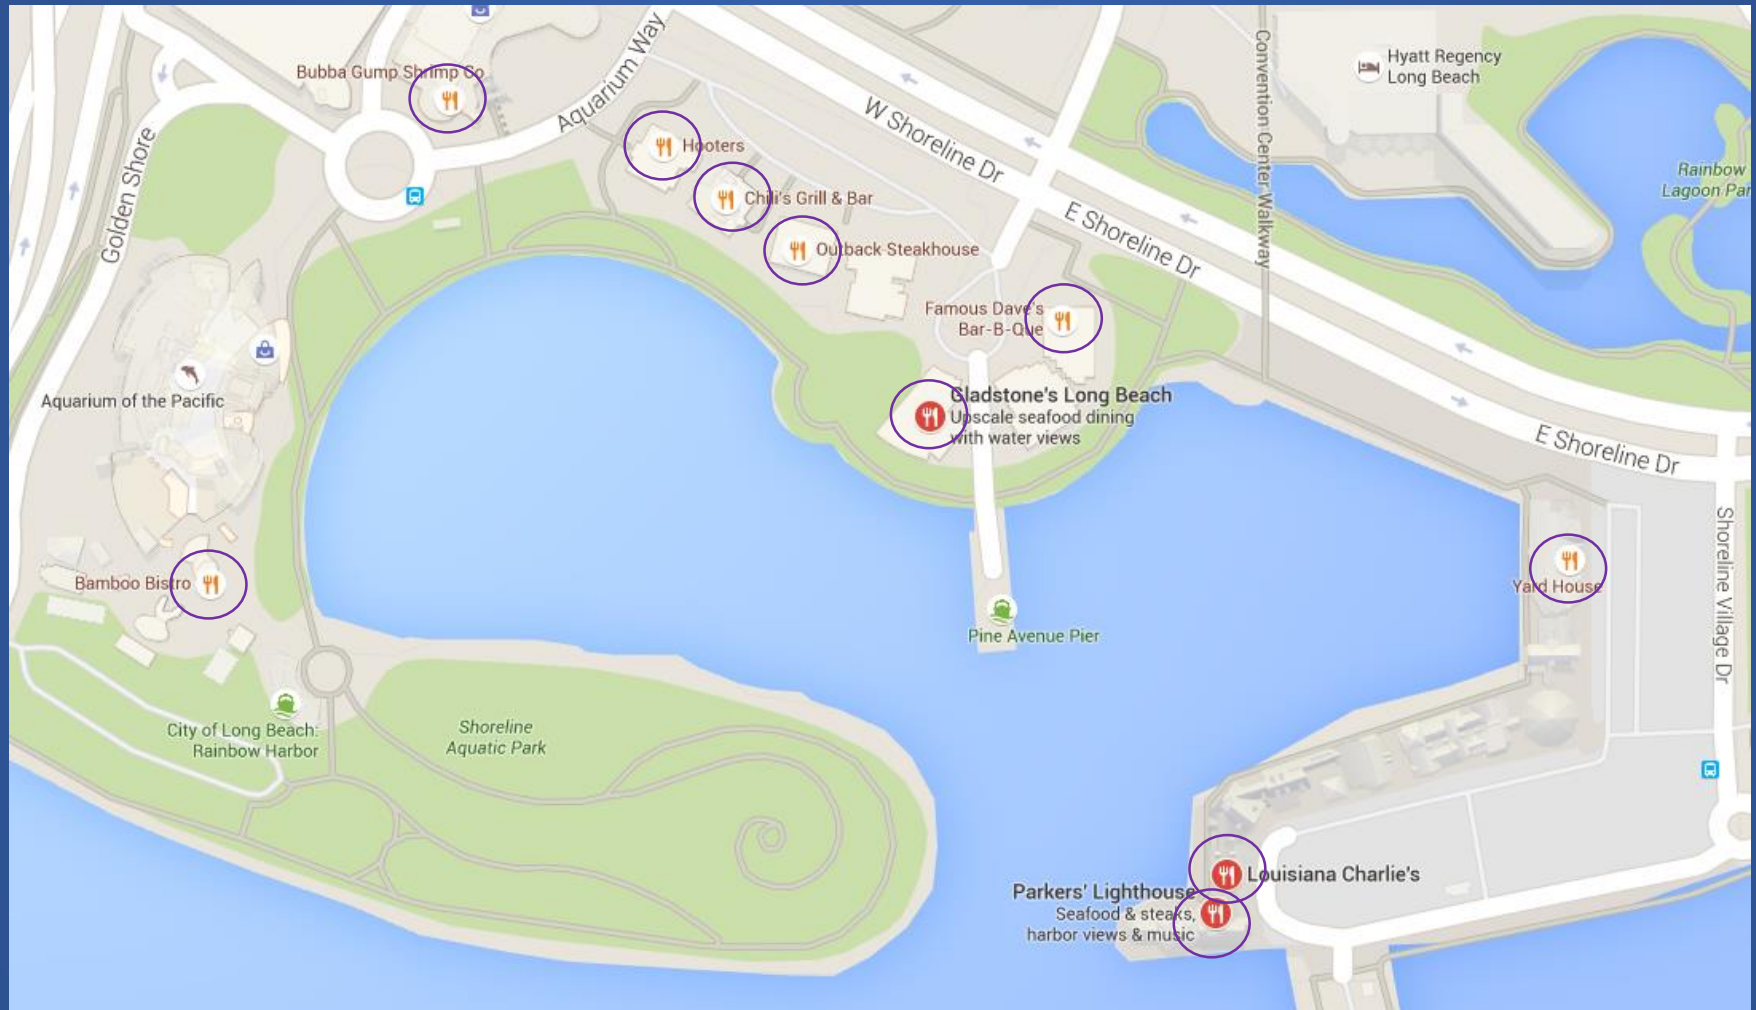 Bubba Gump Shrimp Co
Aquarium Way
Golden Shore
Hooters
Chili's Grill & Bar
Outback Steakhouse
W Shoreline Dr
E Shoreline Dr
Convention Center Walkway
Hyatt Regency
Long Beach
Rainbow
Lagoon Par
Famous Dave's
Bar-B-Que
Gladstone's Long Beach
Upscale seafood dining
with water views
Aquarium of the Pacific
E Shoreline Dr
Shoreline Village Dr
Bamboo Bistro
Yard House
Pine Avenue Pier
City of Long Beach:
Rainbow Harbor
Shoreline
Aquatic Park
Louisiana Charlie's
Parkers' Lighthouse
Seafood & steaks,
harbor views & music